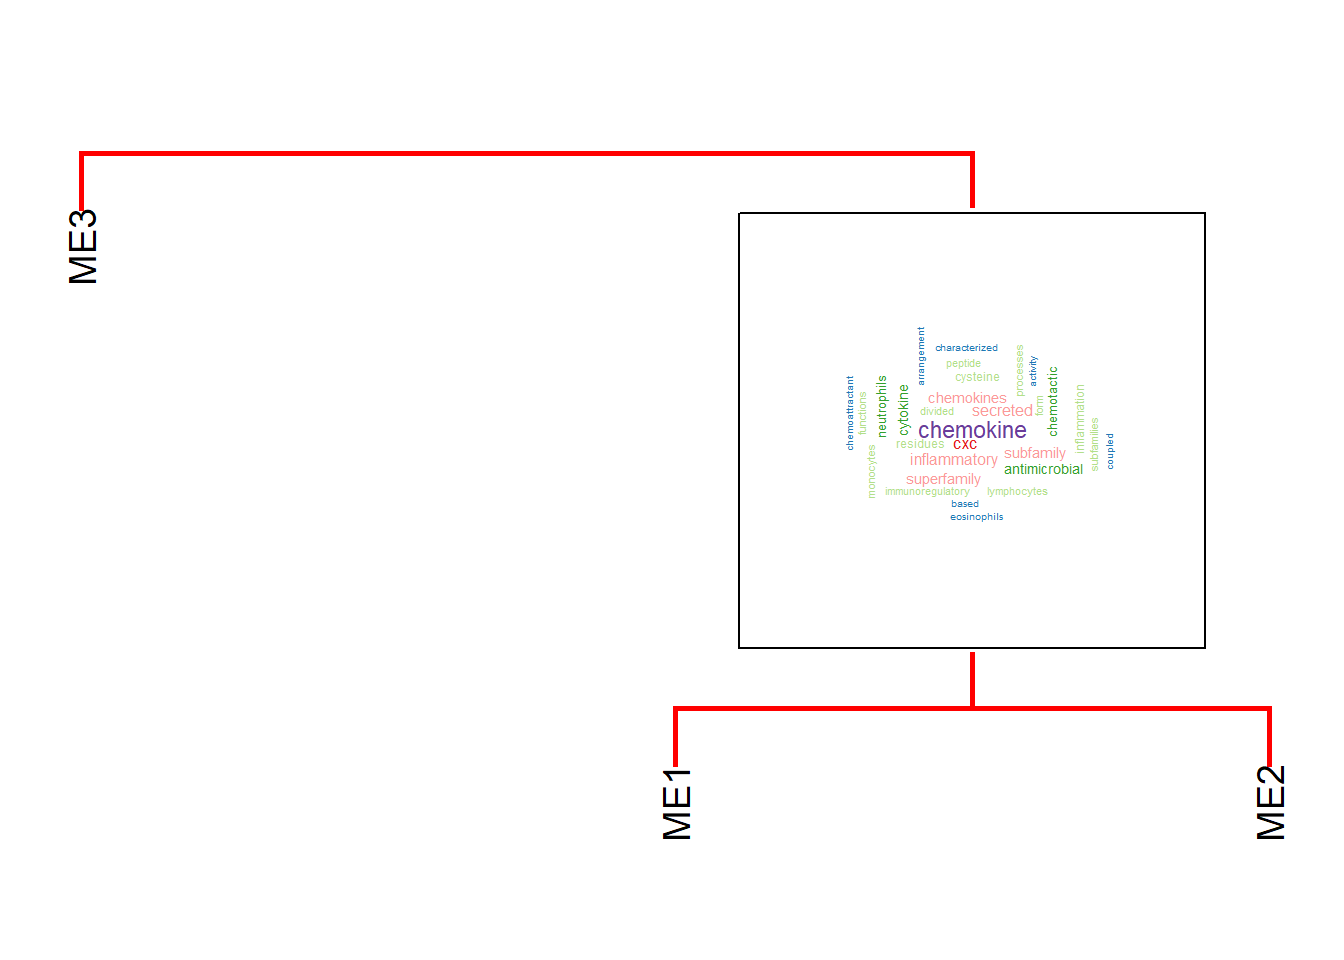 ME3
arrangement
characterized
processes
activity
peptide
cysteine
chemoattractant
functions
neutrophils
cytokine
chemokines
divided
secreted
form
chemotactic
inflammation
subfamilies
coupled
chemokine
residues
cxc
monocytes
inflammatory
subfamily
antimicrobial
superfamily
immunoregulatory
lymphocytes
based
eosinophils
ME1
ME2